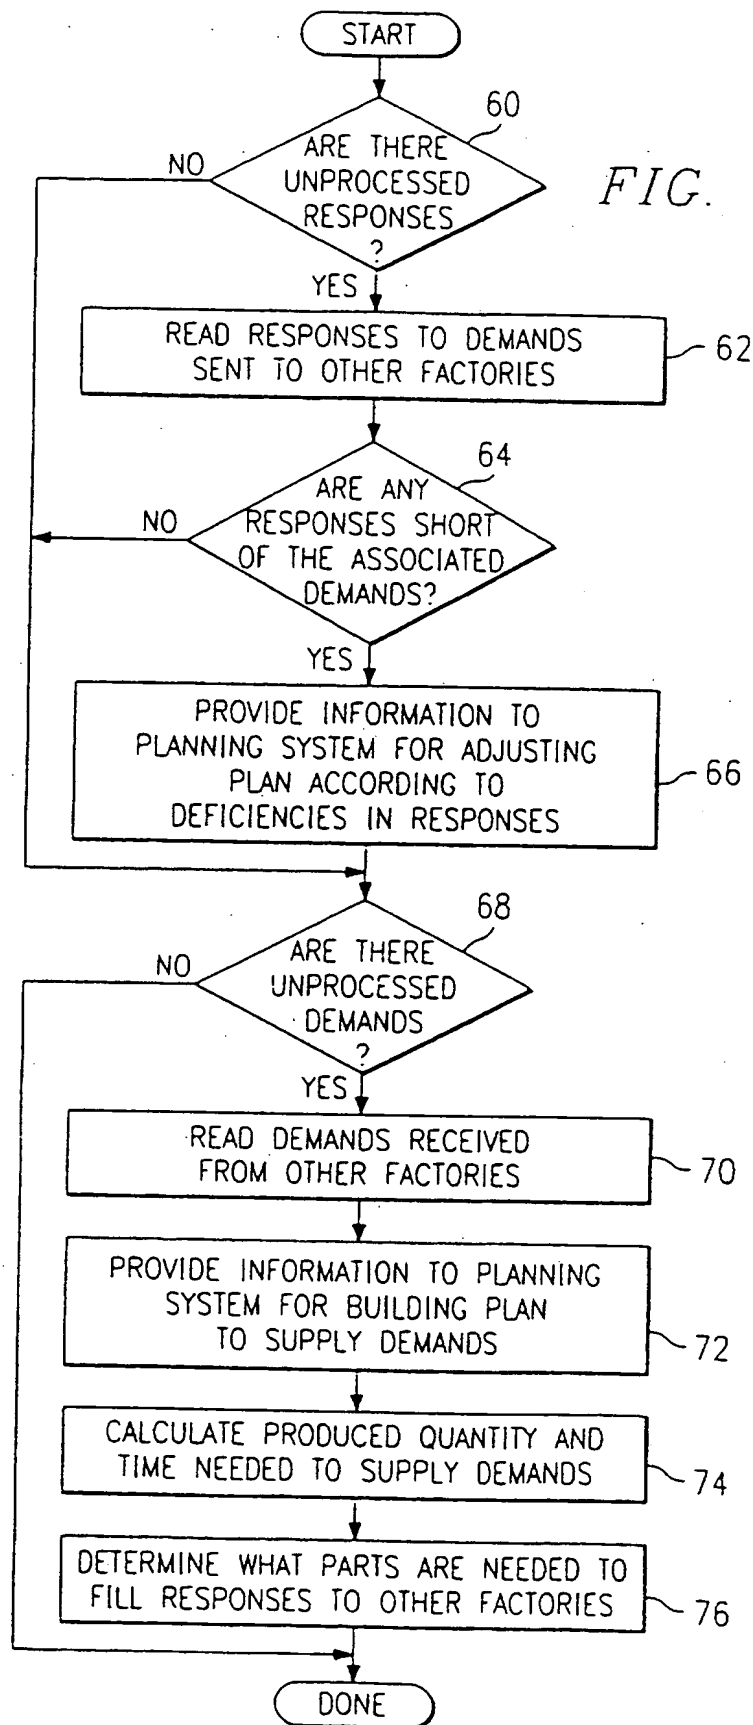 START
60
ARE THERE
UNPROCESSED
RESPONSES
?
NO
FIG.
YES
READ RESPONSES TO DEMANDS
SENT TO OTHER FACTORIES
62
64
ARE ANY
RESPONSES SHORT
OF THE ASSOCIATED
DEMANDS?
NO
YES
PROVIDE INFORMATION TO
PLANNING SYSTEM FOR ADJUSTING
PLAN ACCORDING TO
DEFICIENCIES IN RESPONSES
66
68
ARE THERE
UNPROCESSED
DEMANDS
?
NO
YES
READ DEMANDS RECEIVED
FROM OTHER FACTORIES
70
PROVIDE INFORMATION TO PLANNING
SYSTEM FOR BUILDING PLAN
TO SUPPLY DEMANDS
72
CALCULATE PRODUCED QUANTITY AND
TIME NEEDED TO SUPPLY DEMANDS
74
DETERMINE WHAT PARTS ARE NEEDED TO
FILL RESPONSES TO OTHER FACTORIES
76
DONE